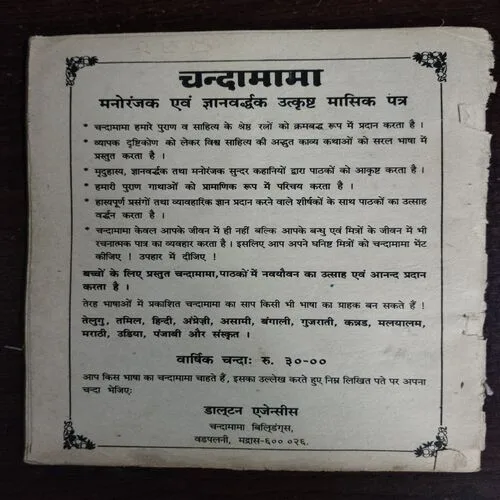 चन्दामामा
मनोरंजक एवं ज्ञानवर्द्धक उत्कृष्ट मासिक पत्र
* चन्दामामा हमारे पुराण व साहित्य के श्रेष्ठ रत्नों को क्रमबद्ध रूप में प्रदान करता है ।
* व्यापक दृष्टिकोण को लेकर विश्व साहित्य की अद्भुत काव्य कथाओं को सरल भाषा में
प्रस्तुत करता है ।
* मृदुहास्य, ज्ञानवर्द्धक तथा मनोरंजक सुन्दर कहानियों द्वारा पाठकों को आकृष्ट करता है ।
* हमारी पुराण गाथाओं को प्रामाणिक रूप में परिचय करता है ।
* हास्यपूर्ण प्रसंगों तथा व्यावहारिक ज्ञान प्रदान करने वाले शीर्षकों के साथ पाठकों का उत्साह
वर्द्धन करता है ।
* चन्दामामा केवल आपके जीवन में ही नहीं बल्कि आपके बन्धु एवं मित्रों के जीवन में भी
रचनात्मक पात्र का व्यवहार करता है । इसलिए आप अपने घनिष्ट मित्रों को चन्दामामा भेंट
कीजिए ! उपहार में दीजिए !
बच्चों के लिए प्रस्तुत चन्दामामा, पाठकों में नवयौवन का उत्साह एवं आनन्द प्रदान
करता है ।
तेरह भाषाओं में प्रकाशित चन्दामामा का साप किसी भी भाषा का ग्राहक बन सकते हैं !
तेलुगु, तमिल, हिन्दी, अंग्रेज़ी, असामी, बंगाली, गुजराती, कन्नड, मलयालम,
मराठी, उडिया, पंजाबी और संस्कृत ।
वार्षिक चन्दा: रु. ३०-००
आप किस भाषा का चन्दामामा चाहते हैं, इसका उल्लेख करते हुए निम्न लिखित पते पर अपना
चन्दा भेजिए:
डाल्टन एजेन्सीस
चन्दामामा बिल्डिंग्स,
वडपलनी, मद्रास-६०० ०२६.